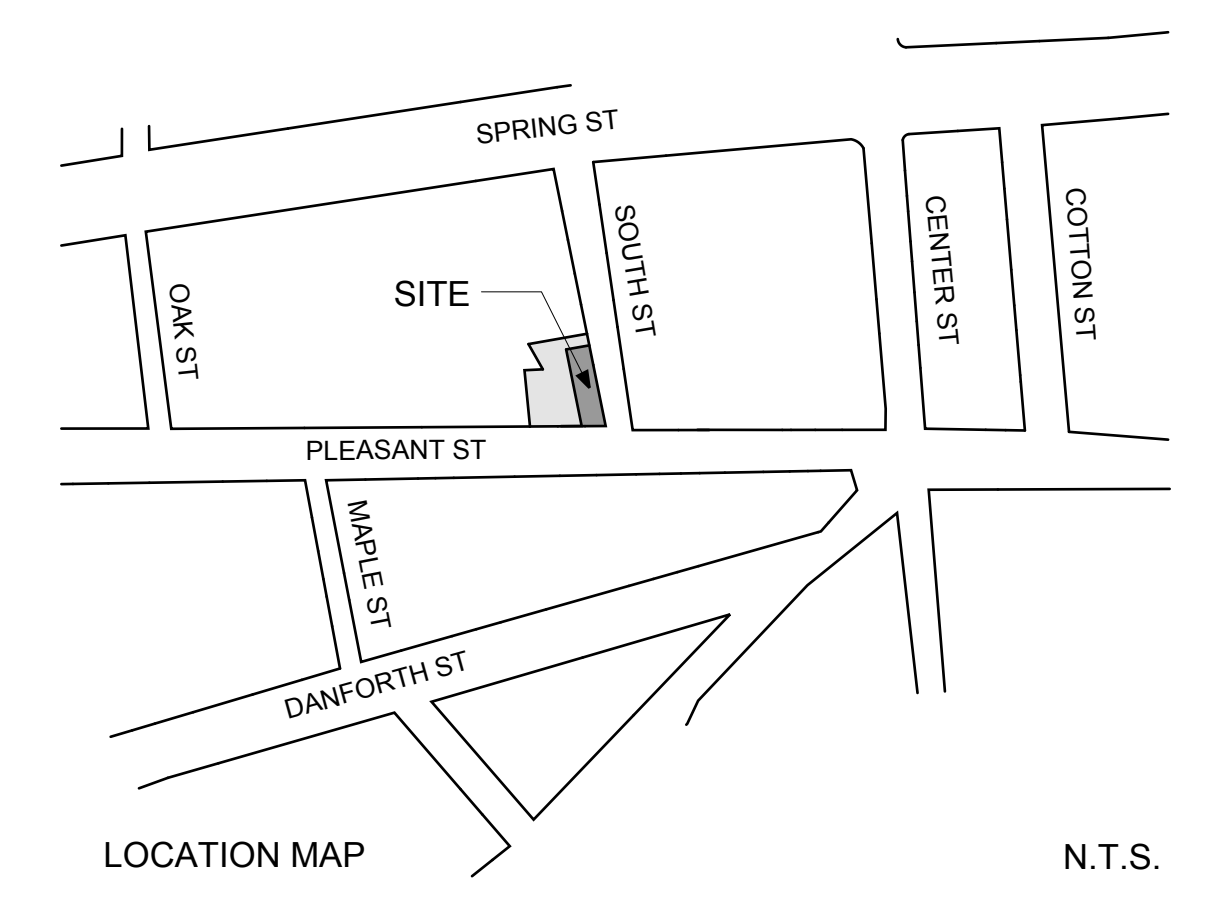 SPRING ST
SOUTH ST
CENTER ST
COTTON ST
OAK ST
SITE
PLEASANT ST
MAPLE ST
DANFORTH ST
LOCATION MAP
N.T.S.